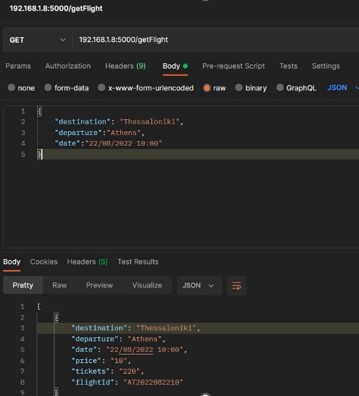 192.168.1.8:5000/getFlight
GET 192.168.1.8:5000/getFlight
Params Authorization Headers (9) Body Pre-request Script Tests Settings
none form-data x-www-form-urlencoded raw binary GraphQL JSON
1 {
2 "destination": "Thessaloniki",
3 "departure":"Athens",
4 "date":"22/08/2022 10:00"
5 }
Body Cookies Headers (5) Test Results
Pretty Raw Preview Visualize JSON
1 [
2 {
3 "destination": "Thessaloniki",
4 "departure": "Athens",
5 "date": "22/08/2022 10:00",
6 "price": "10",
7 "tickets": "220",
8 "flightId": "AT2022082210"
9 }